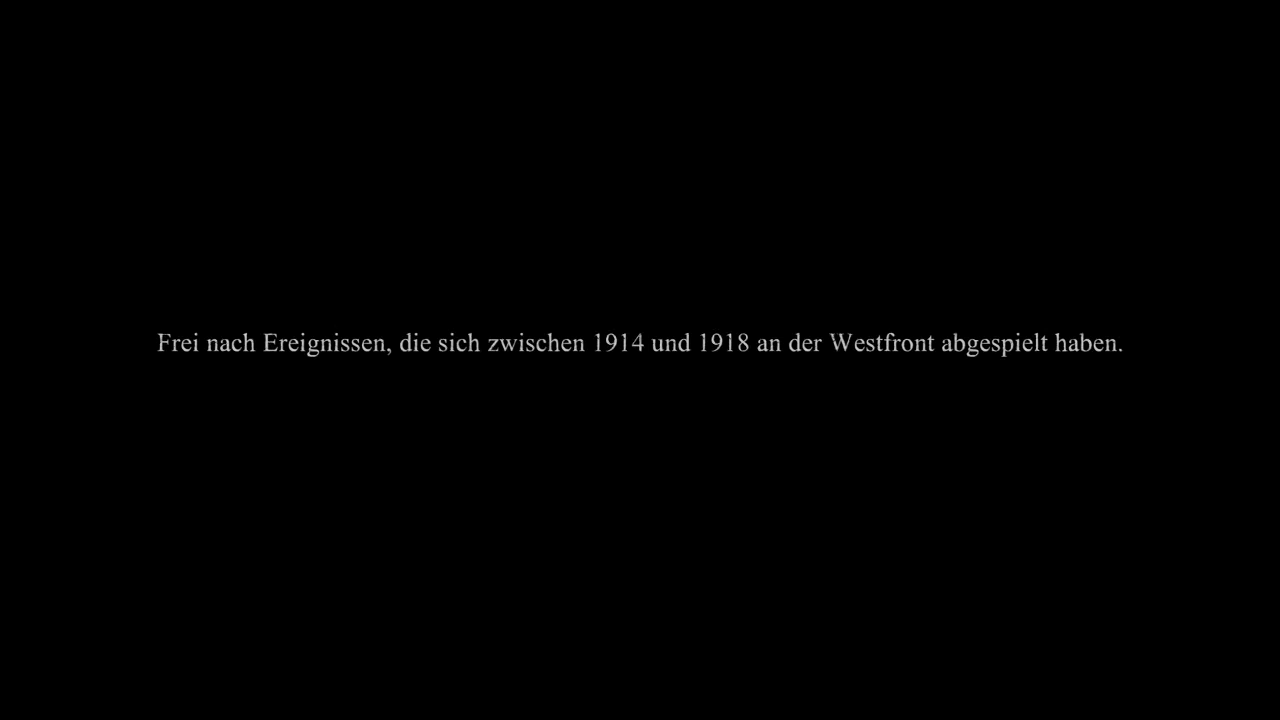 Frei nach Ereignissen, die sich zwischen 1914 und 1918 an der Westfront abgespielt haben.